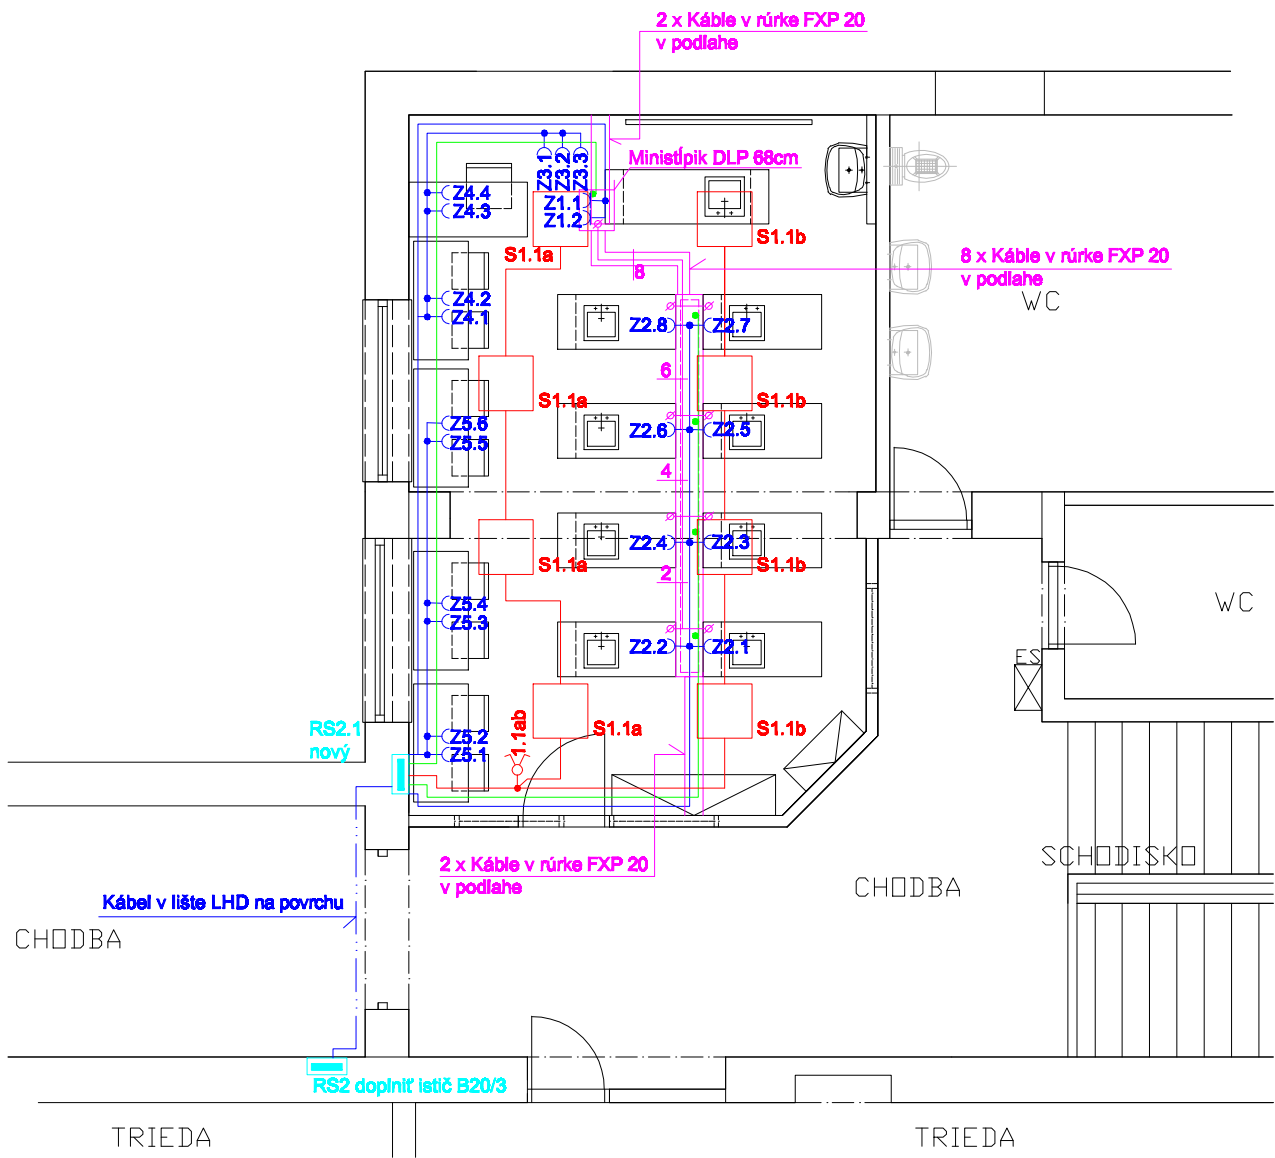 2 x Káble v rúrke FXP 20
v podlahe
Ministĺpik DLP 68cm
Z3.1
Z3.2
Z3.3
Z4.4
Z4.3
Z1.1
Z1.2
S1.1a
S1.1b
8
8 x Káble v rúrke FXP 20
v podlahe
WC
Z4.2
Z4.1
Z2.8
Z2.7
6
S1.1a
S1.1b
Z5.6
Z5.5
Z2.6
Z2.5
4
Z2.4
Z2.3
S1.1a
S1.1b
2
Z5.4
Z5.3
WC
Z2.2
Z2.1
ES
RS2.1
nový
Z5.2
Z5.1
1.1ab
S1.1a
S1.1b
2 x Káble v rúrke FXP 20
v podlahe
SCHODISKO
CHODBA
Kábel v lište LHD na povrchu
CHODBA
RS2 doplniť istič B20/3
TRIEDA
TRIEDA